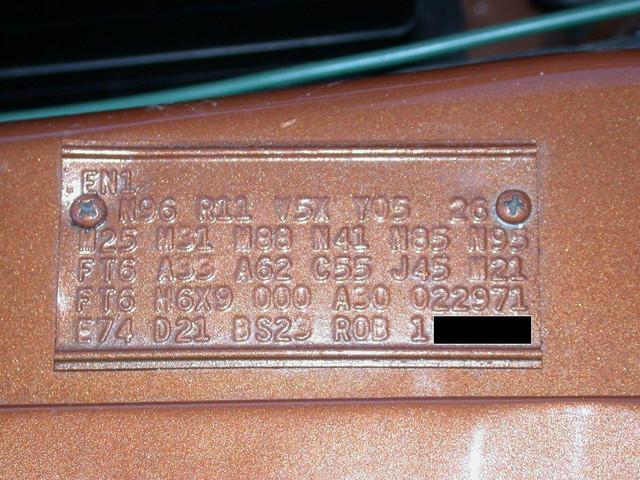 EN1
N96 R11 V5X Y05 26
M25 M31 M88 N41 N85 N95
FT6 A33 A62 C55 J45 M21
FT6 H6X9 000 A30 022971
E74 D21 BS23 R0B 1